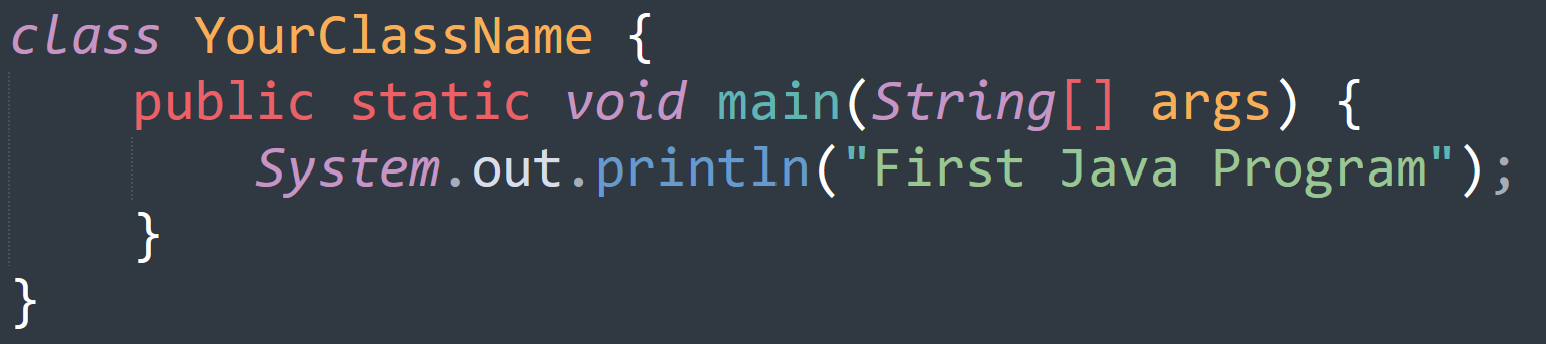 class YourClassName {
    public static void main(String[] args) {
        System.out.println("First Java Program");
    }
}